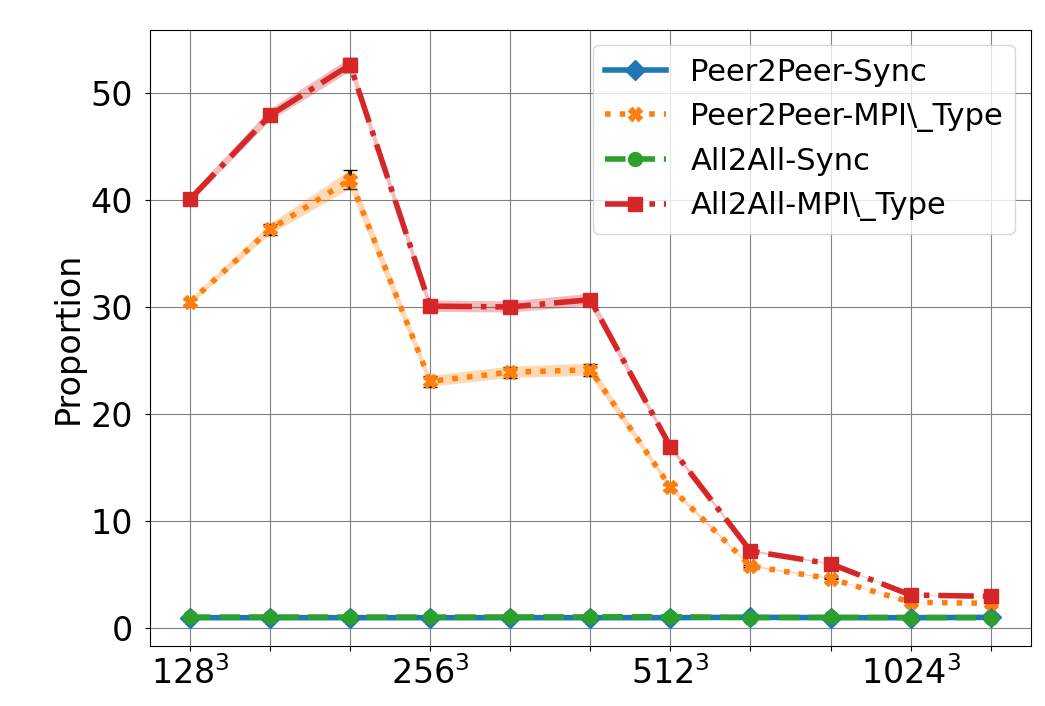 Peer2Peer-Sync
Peer2Peer-MPI\_Type
All2All-Sync
All2All-MPI\_Type
Proportion
50
40
30
20
10
0
128³
256³
512³
1024³